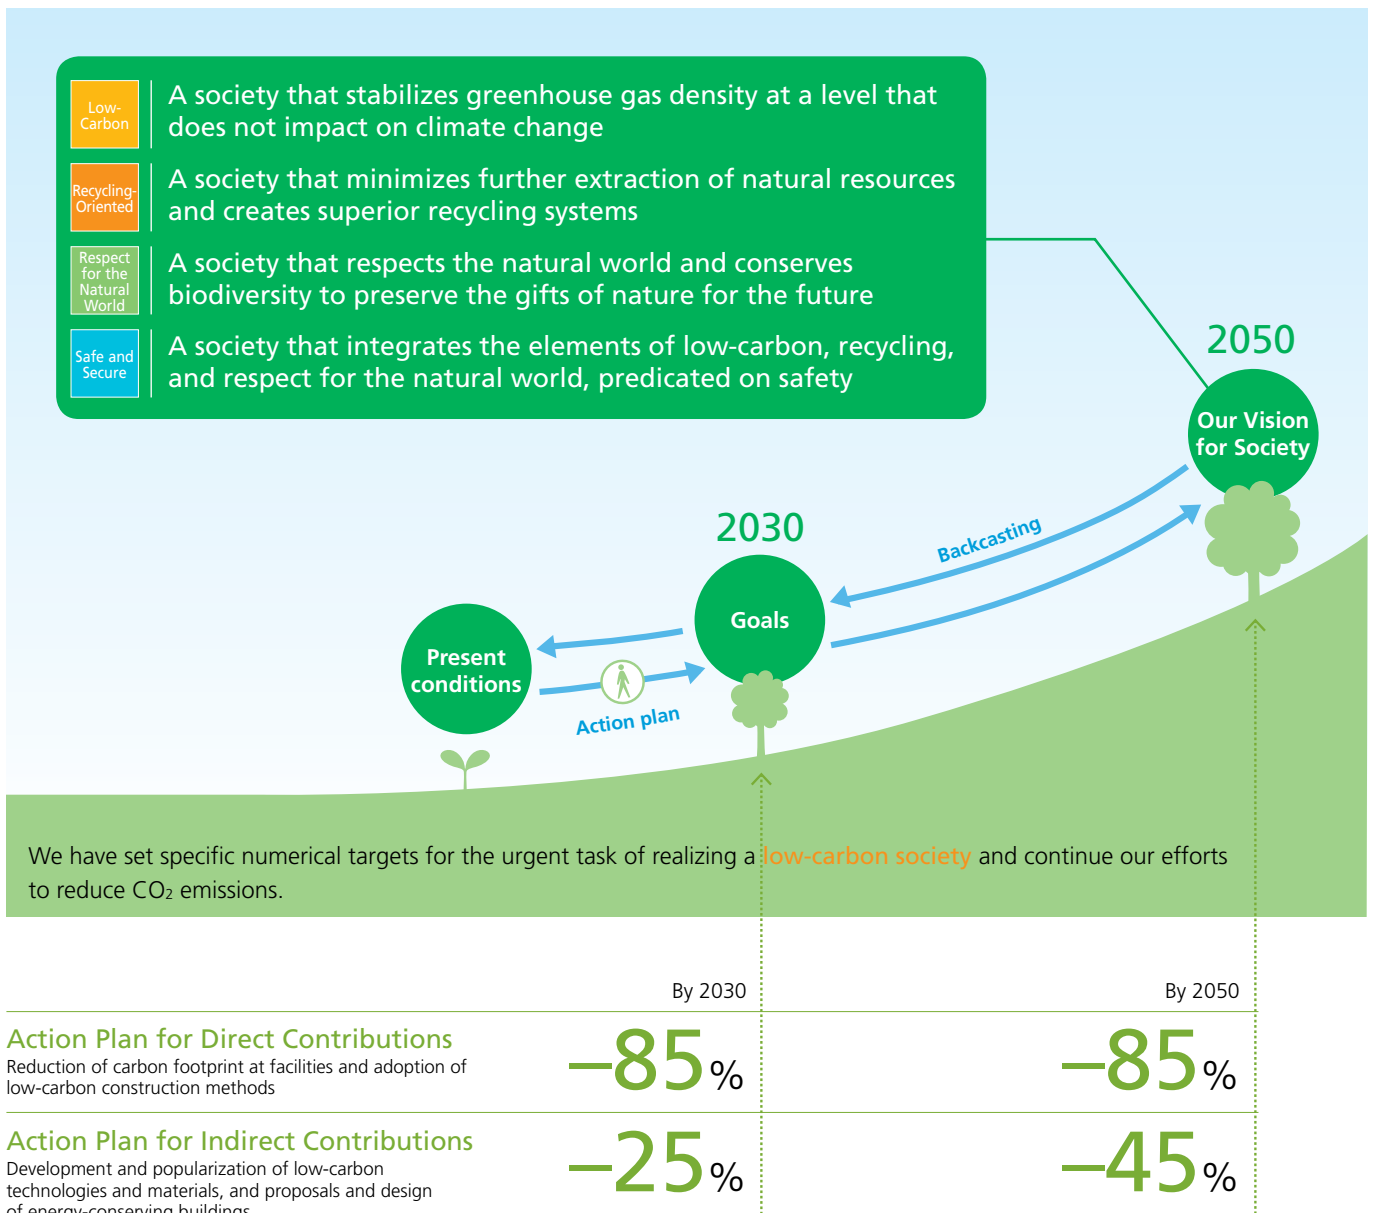 Low-
Carbon
A society that stabilizes greenhouse gas density at a level that
does not impact on climate change
Recycling-
Oriented
A society that minimizes further extraction of natural resources
and creates superior recycling systems
Respect
for the
Natural
World
A society that respects the natural world and conserves
biodiversity to preserve the gifts of nature for the future
Safe and
Secure
A society that integrates the elements of low-carbon, recycling,
and respect for the natural world, predicated on safety
2050
Our Vision
for Society
Backcasting
2030
Goals
Present
conditions
Action plan
We have set specific numerical targets for the urgent task of realizing a low-carbon society and continue our efforts
to reduce CO₂ emissions.
By 2030
By 2050
Action Plan for Direct Contributions
Reduction of carbon footprint at facilities and adoption of
low-carbon construction methods
–85%
–85%
Action Plan for Indirect Contributions
Development and popularization of low-carbon
technologies and materials, and proposals and design
of energy-conserving buildings
–25%
–45%